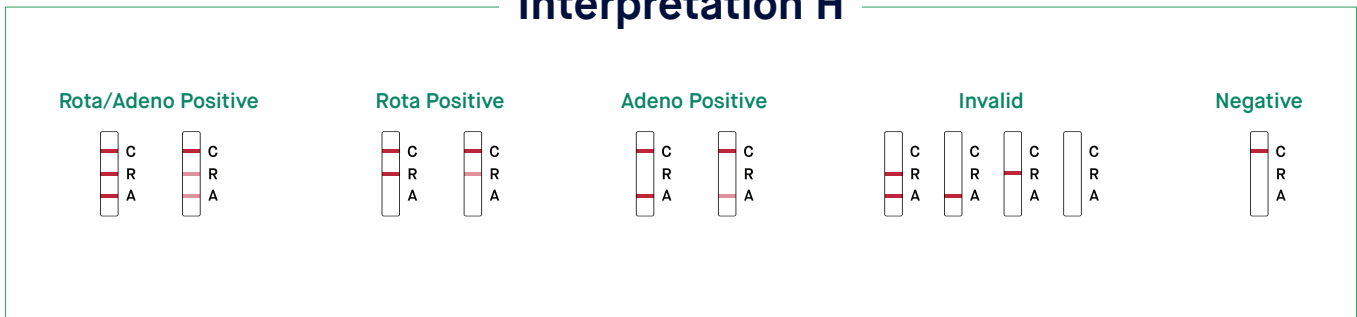 Interpretation H
Rota/Adeno Positive Rota Positive Adeno Positive Invalid Negative
C C C C C C C C C C C
R R R R R R R R R R R
A A A A A A A A A A A